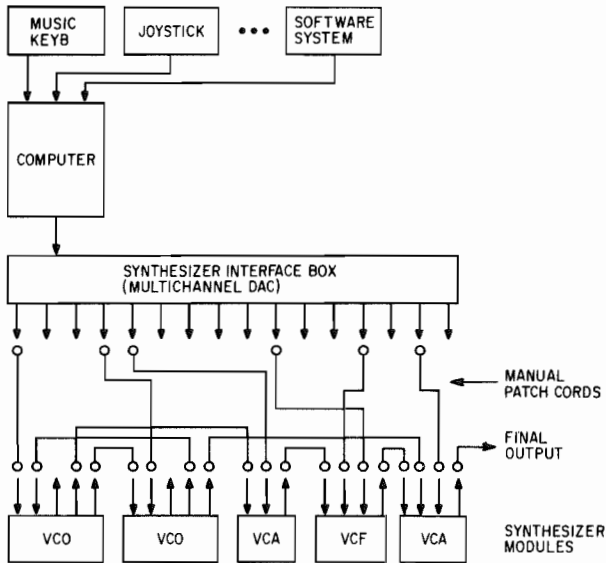 MUSIC
KEYB
JOYSTICK
•••
SOFTWARE
SYSTEM
COMPUTER
SYNTHESIZER INTERFACE BOX
(MULTICHANNEL DAC)
MANUAL
PATCH CORDS
FINAL
OUTPUT
VCO
VCO
VCA
VCF
VCA
SYNTHESIZER
MODULES